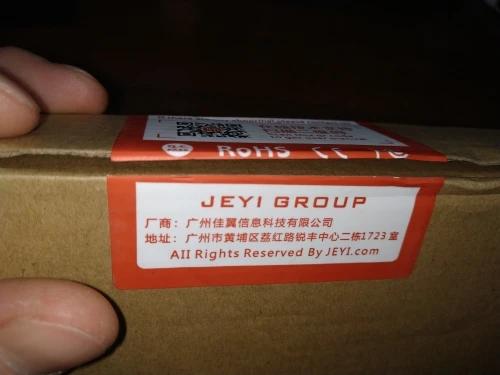 RoHS
JEYI GROUP
厂商：广州佳翼信息科技有限公司
地址：广州市黄埔区荔红路锐丰中心二栋1723室
All Rights Reserved By JEYI.com